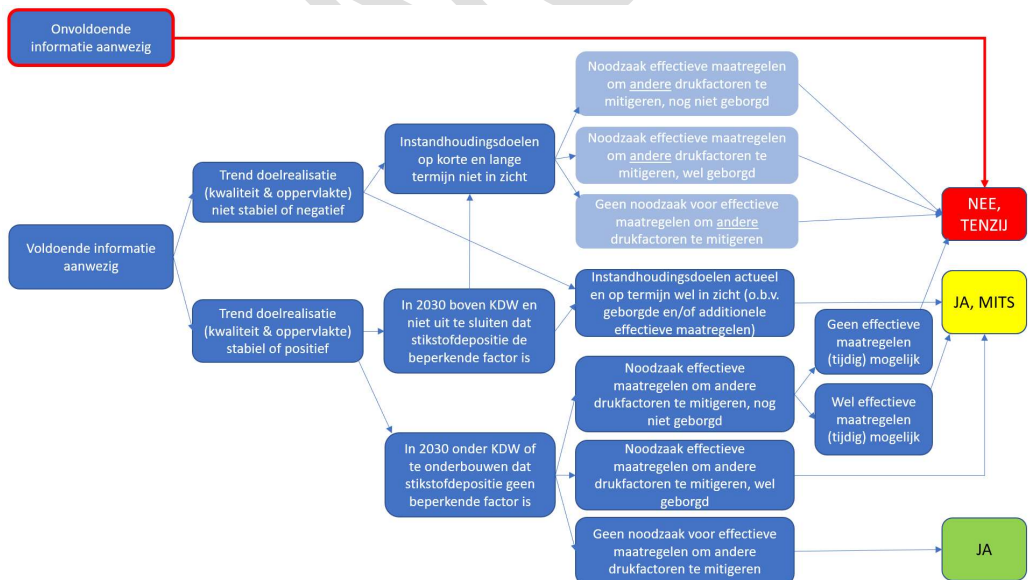 Onvoldoende
informatie aanwezig
Noodzaak effectieve maatregelen
om andere drukfactoren te
mitigeren, nog niet geborgd
Instandhoudingsdoelen
op korte en lange
termijn niet in zicht
Noodzaak effectieve maatregelen
om andere drukfactoren te
mitigeren, wel geborgd
Trend doelrealisatie
(kwaliteit & oppervlakte)
niet stabiel of negatief
Geen noodzaak voor effectieve
maatregelen om andere
drukfactoren te mitigeren
NEE,
TENZIJ
Voldoende informatie
aanwezig
Trend doelrealisatie
(kwaliteit & oppervlakte)
stabiel of positief
In 2030 boven KDW en
niet uit te sluiten dat
stikstofdepositie de
beperkende factor is
Instandhoudingsdoelen actueel
en op termijn wel in zicht (o.b.v.
geborgde en/of additionele
effectieve maatregelen)
JA, MITS
Geen effectieve
maatregelen
(tijdig) mogelijk
Noodzaak effectieve
maatregelen om andere
drukfactoren te mitigeren, nog
niet geborgd
Wel effectieve
maatregelen
(tijdig) mogelijk
In 2030 onder KDW of
te onderbouwen dat
stikstofdepositie geen
beperkende factor is
Noodzaak effectieve
maatregelen om andere
drukfactoren te mitigeren, wel
geborgd
Geen noodzaak voor effectieve
maatregelen om andere
drukfactoren te mitigeren
JA